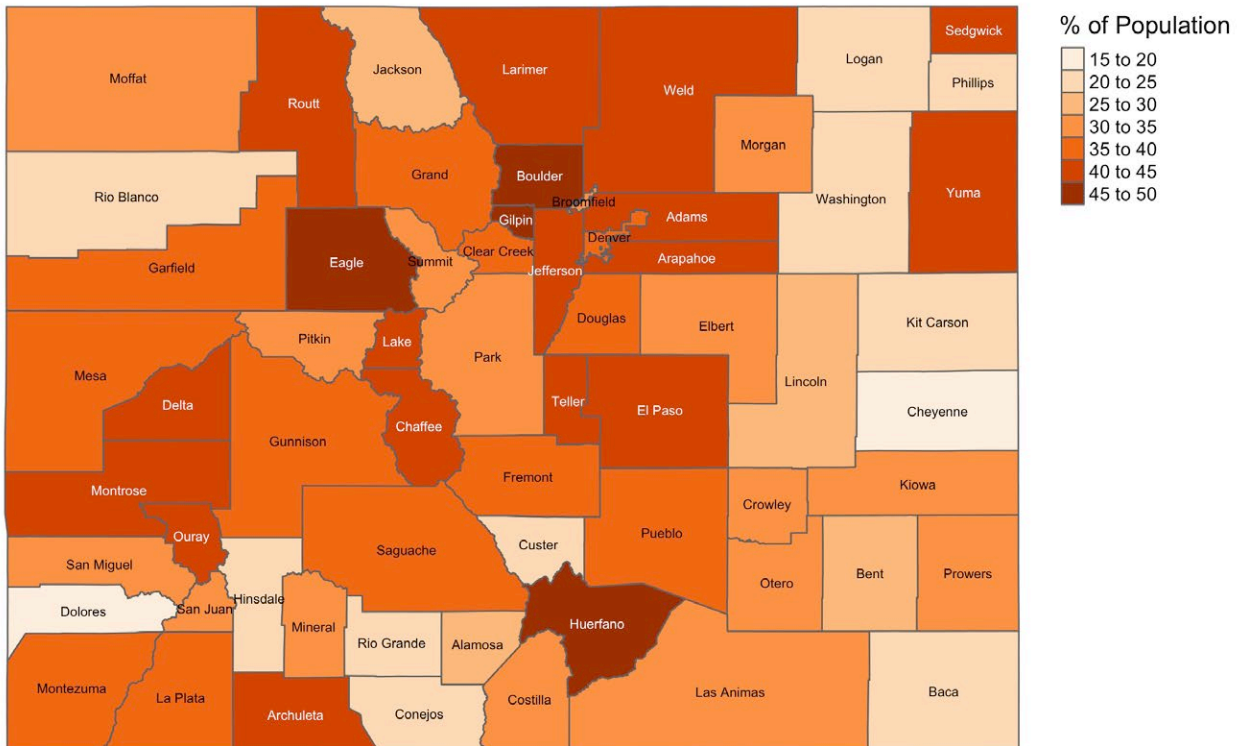 % of Population
15 to 20
20 to 25
25 to 30
30 to 35
35 to 40
40 to 45
45 to 50
Sedgwick
Logan
Jackson
Larimer
Moffat
Phillips
Weld
Routt
Morgan
Grand
Boulder
Yuma
Rio Blanco
Washington
Broomfield
Gilpin
Adams
Denver
Clear Creek
Arapahoe
Eagle
Summit
Garfield
Jefferson
Douglas
Kit Carson
Elbert
Pitkin
Lake
Park
Mesa
Lincoln
Delta
Teller
El Paso
Cheyenne
Chaffee
Gunnison
Fremont
Kiowa
Montrose
Crowley
Ouray
Pueblo
Custer
Saguache
San Miguel
Bent
Prowers
Otero
Hinsdale
Dolores
San Juan
Mineral
Huerfano
Rio Grande
Alamosa
Montezuma
La Plata
Las Animas
Baca
Costilla
Archuleta
Conejos